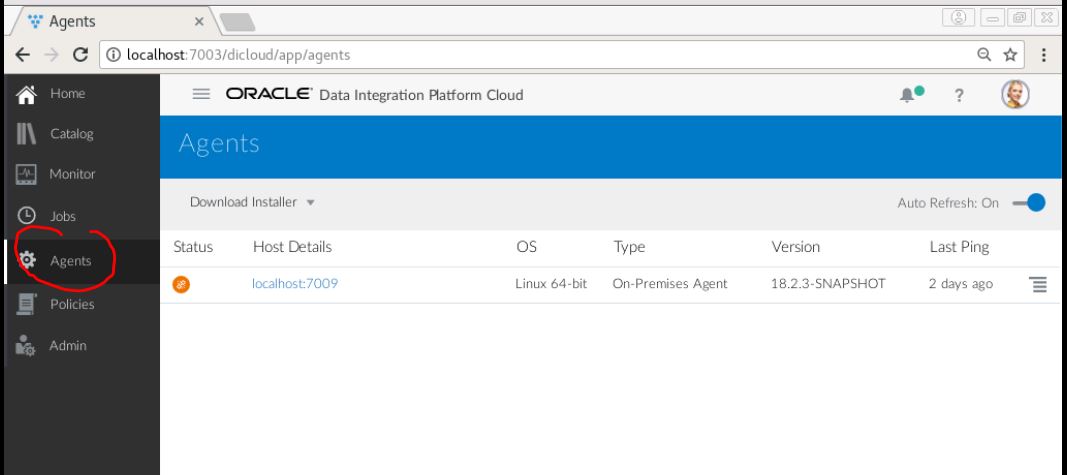 Agents
localhost:7003/dicloud/app/agents
Home
Catalog
Monitor
Jobs
Agents
Policies
Admin
ORACLE Data Integration Platform Cloud
?
Agents
Download Installer
Auto Refresh: On
Status Host Details OS Type Version Last Ping
localhost:7009 Linux 64-bit On-Premises Agent 18.2.3-SNAPSHOT 2 days ago